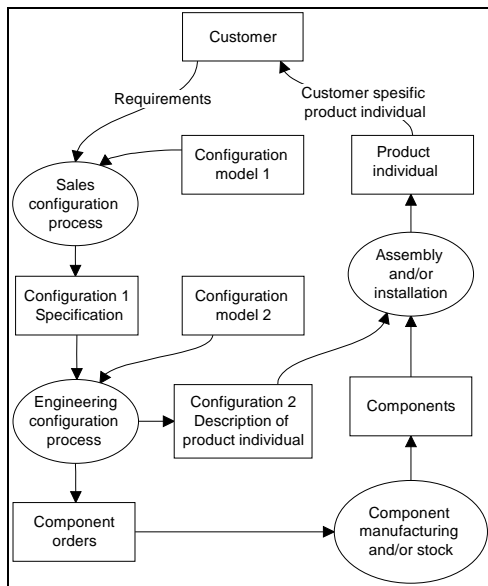 Customer
Requirements
Customer spesific
product individual
Configuration
model 1
Product
individual
Sales
configuration
process
Assembly
and/or
installation
Configuration 1
Specification
Configuration
model 2
Engineering
configuration
process
Configuration 2
Description of
product individual
Components
Component
orders
Component
manufacturing
and/or stock